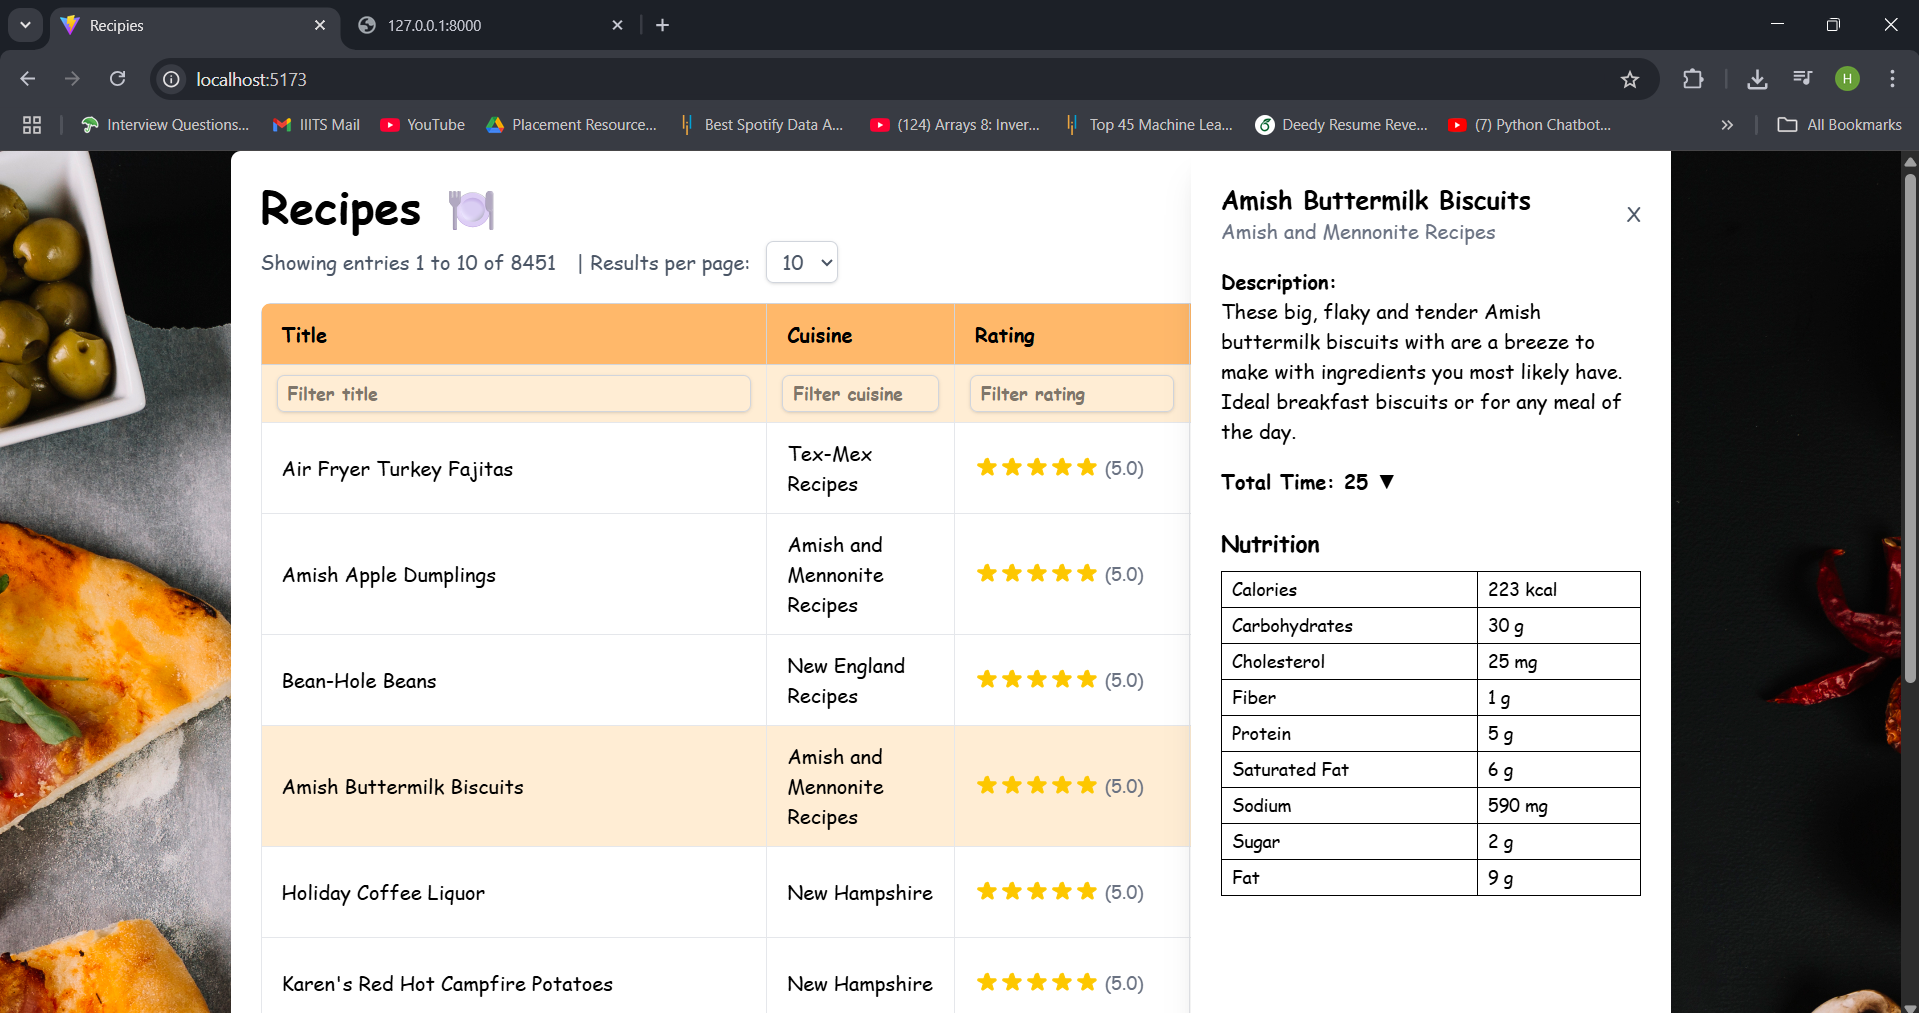 Recipies
127.0.0.1:8000
localhost:5173
H
Interview Questions...
IIITS Mail
YouTube
Placement Resource...
Best Spotify Data A...
(124) Arrays 8: Inver...
Top 45 Machine Lea...
Deedy Resume Reve...
(7) Python Chatbot...
All Bookmarks
Recipes
Showing entries 1 to 10 of 8451 | Results per page: 10
Title Cuisine Rating
Filter title Filter cuisine Filter rating
Air Fryer Turkey Fajitas
Tex-Mex
Recipes
(5.0)
Amish Apple Dumplings
Amish and
Mennonite
Recipes
(5.0)
Bean-Hole Beans
New England
Recipes
(5.0)
Amish Buttermilk Biscuits
Amish and
Mennonite
Recipes
(5.0)
Holiday Coffee Liquor
New Hampshire
(5.0)
Karen's Red Hot Campfire Potatoes
New Hampshire
(5.0)
Amish Buttermilk Biscuits
X
Amish and Mennonite Recipes
Description:
These big, flaky and tender Amish
buttermilk biscuits with are a breeze to
make with ingredients you most likely have.
Ideal breakfast biscuits or for any meal of
the day.
Total Time: 25 ▼
Nutrition
Calories 223 kcal
Carbohydrates 30 g
Cholesterol 25 mg
Fiber 1 g
Protein 5 g
Saturated Fat 6 g
Sodium 590 mg
Sugar 2 g
Fat 9 g